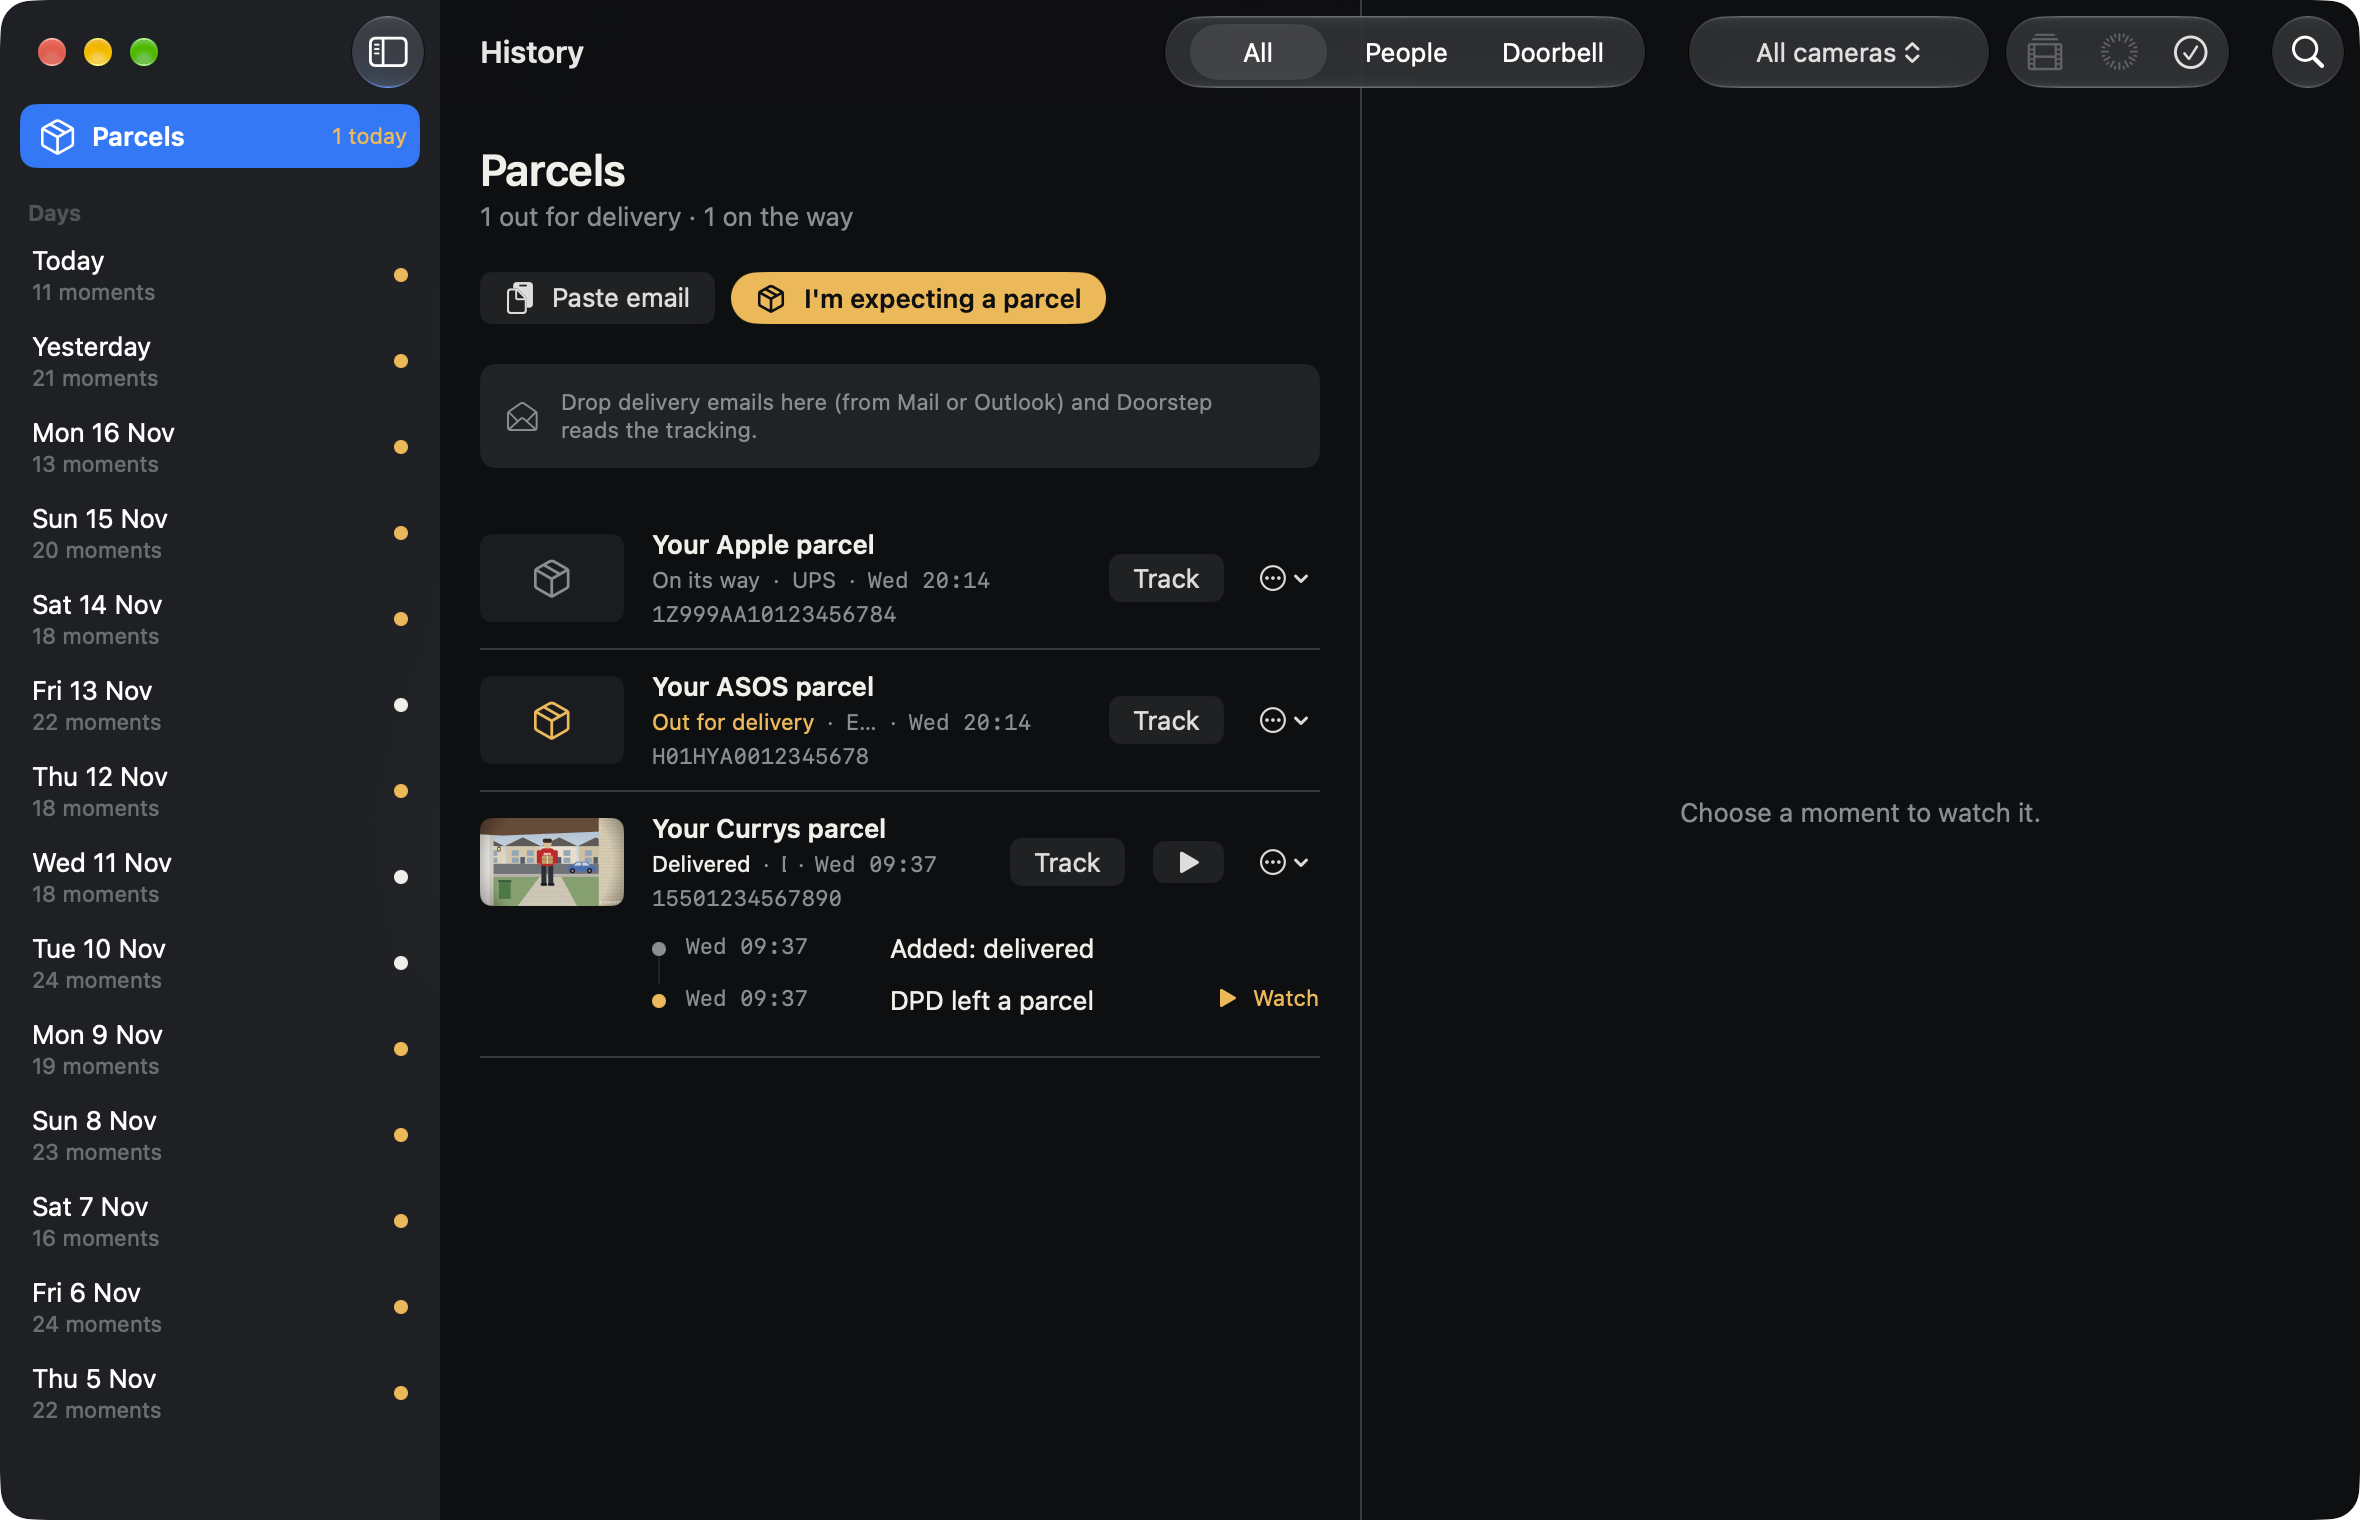 History
All
People
Doorbell
All cameras
Parcels
1 today
Days
Today
11 moments
Yesterday
21 moments
Mon 16 Nov
13 moments
Sun 15 Nov
20 moments
Sat 14 Nov
18 moments
Fri 13 Nov
22 moments
Thu 12 Nov
18 moments
Wed 11 Nov
18 moments
Tue 10 Nov
24 moments
Mon 9 Nov
19 moments
Sun 8 Nov
23 moments
Sat 7 Nov
16 moments
Fri 6 Nov
24 moments
Thu 5 Nov
22 moments
Parcels
1 out for delivery · 1 on the way
Paste email
I'm expecting a parcel
Drop delivery emails here (from Mail or Outlook) and Doorstep
reads the tracking.
Your Apple parcel
On its way · UPS · Wed 20:14
1Z999AA10123456784
Track
Your ASOS parcel
Out for delivery · E... · Wed 20:14
H01HYA0012345678
Track
Your Currys parcel
Delivered · Wed 09:37
15501234567890
Track
Wed 09:37 Added: delivered
Wed 09:37 DPD left a parcel
Watch
Choose a moment to watch it.